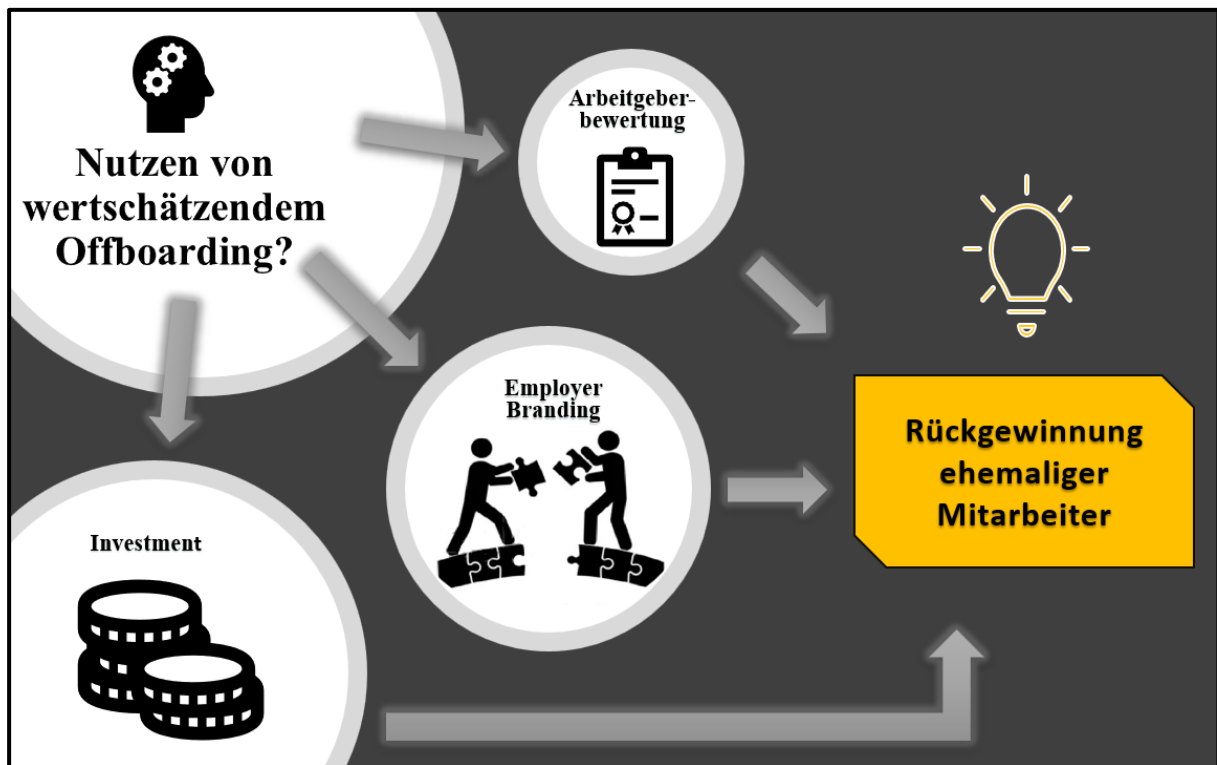 Nutzen von
wertschätzendem
Offboarding?
Arbeitgeber-
bewertung
Employer
Branding
Investment
Rückgewinnung
ehemaliger
Mitarbeiter